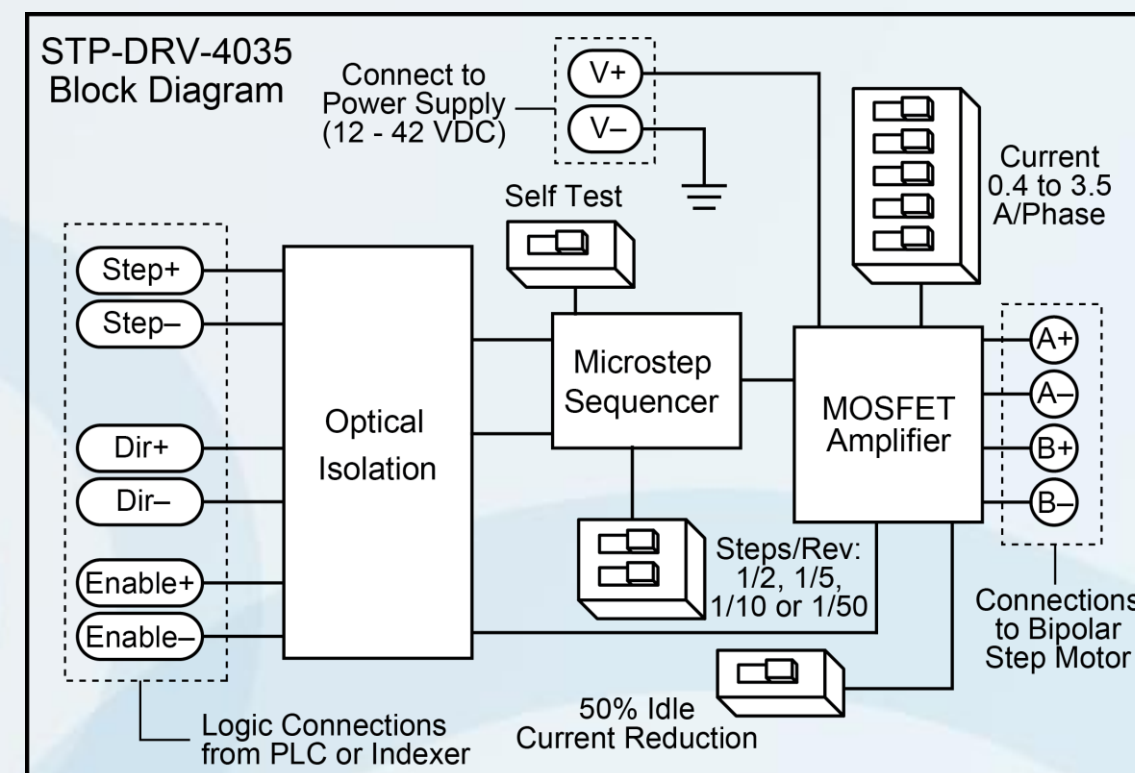 STP-DRV-4035
Block Diagram
Connect to
Power Supply
(12 - 42 VDC)
V+
V–
Self Test
Current
0.4 to 3.5
A/Phase
Step+
Step–
Dir+
Dir–
Enable+
Enable–
Optical
Isolation
Microstep
Sequencer
MOSFET
Amplifier
A+
A–
B+
B–
Steps/Rev:
1/2, 1/5,
1/10 or 1/50
Connections
to Bipolar
Step Motor
50% Idle
Current Reduction
Logic Connections
from PLC or Indexer